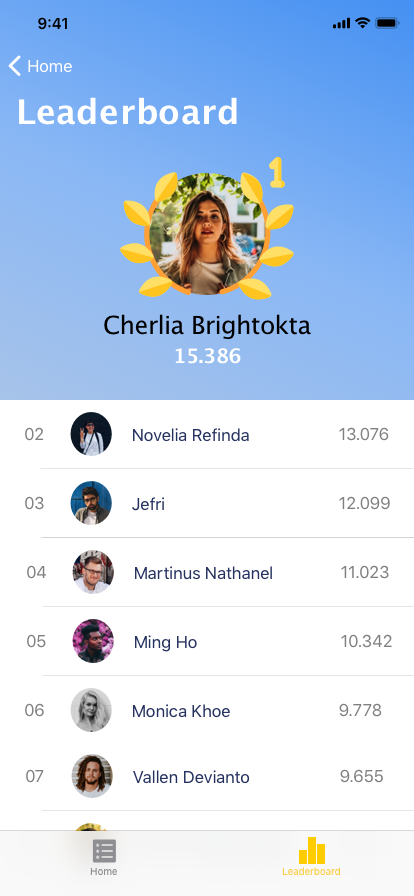 9:41
Home
Leaderboard
1
Cherlia Brightokta
15.386
02 Novelia Refinda 13.076
03 Jefri 12.099
04 Martinus Nathanel 11.023
05 Ming Ho 10.342
06 Monica Khoe 9.778
07 Vallen Devianto 9.655
Home Leaderboard